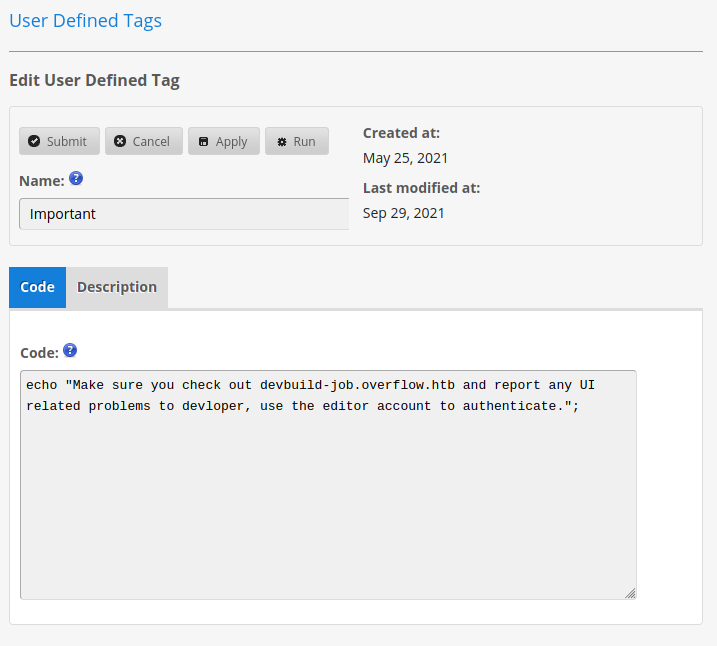 User Defined Tags
Edit User Defined Tag
Submit Cancel Apply Run
Name:
Important
Created at:
May 25, 2021
Last modified at:
Sep 29, 2021
Code Description
Code:
echo "Make sure you check out devbuild-job.overflow.htb and report any UI
related problems to devloper, use the editor account to authenticate.";